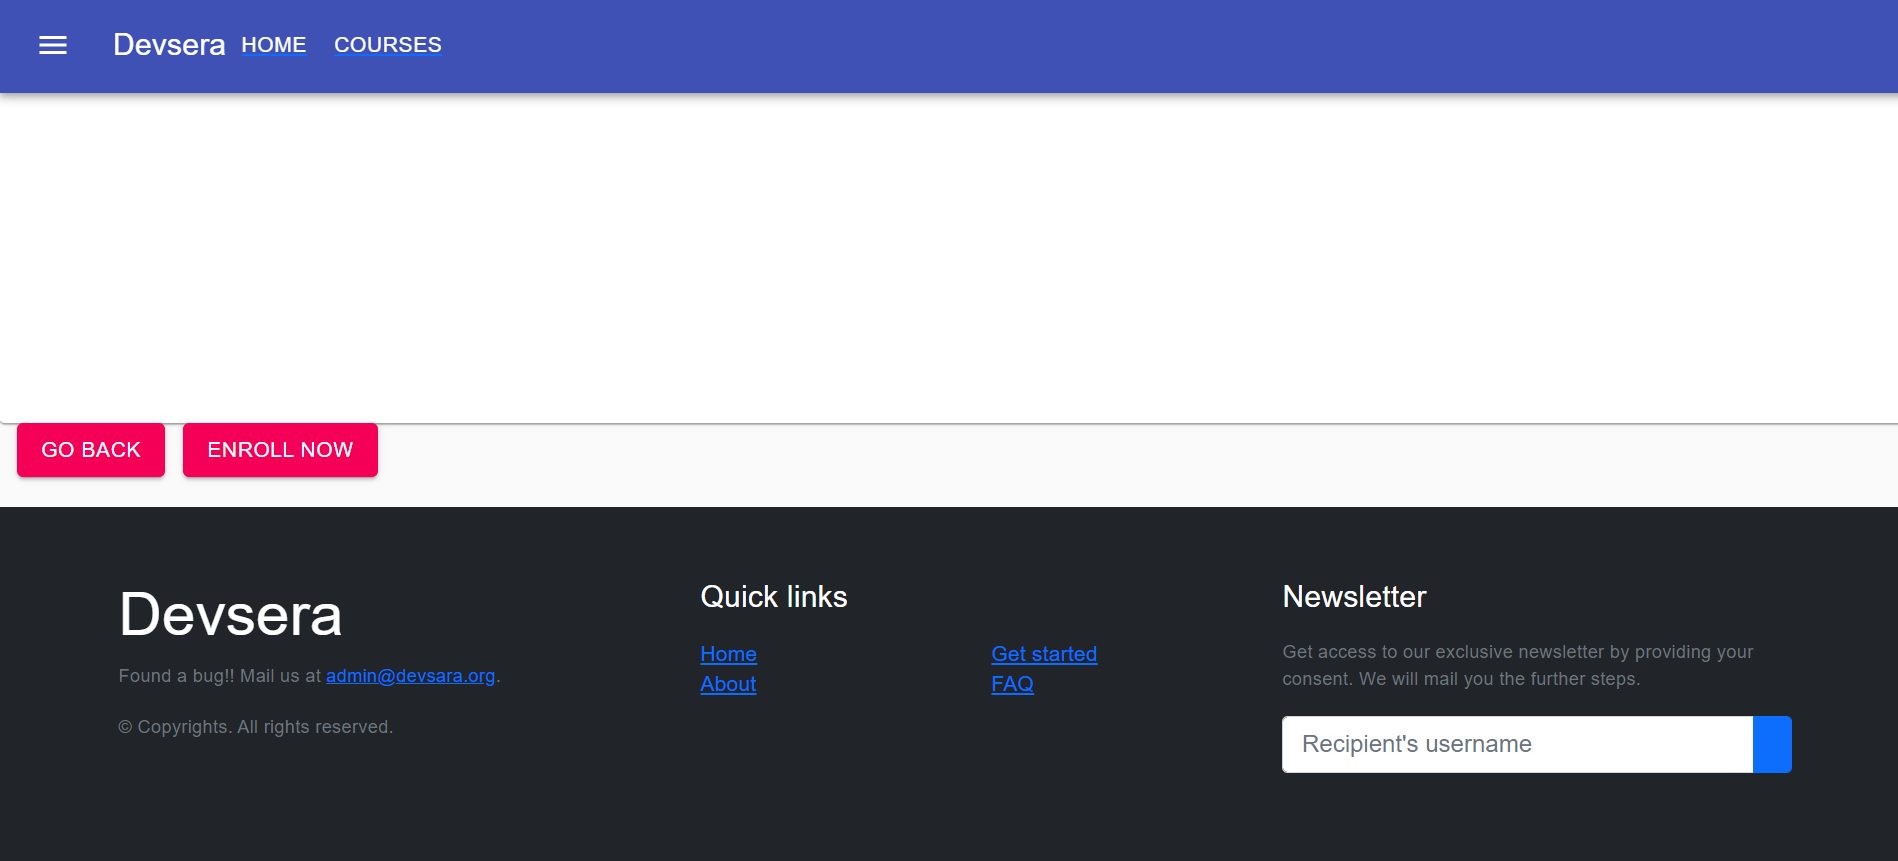 Devsera HOME COURSES
GO BACK ENROLL NOW
Devsera
Found a bug!! Mail us at admin@devsara.org.
© Copyrights. All rights reserved.
Quick links
Home
About
Get started
FAQ
Newsletter
Get access to our exclusive newsletter by providing your
consent. We will mail you the further steps.
Recipient's username